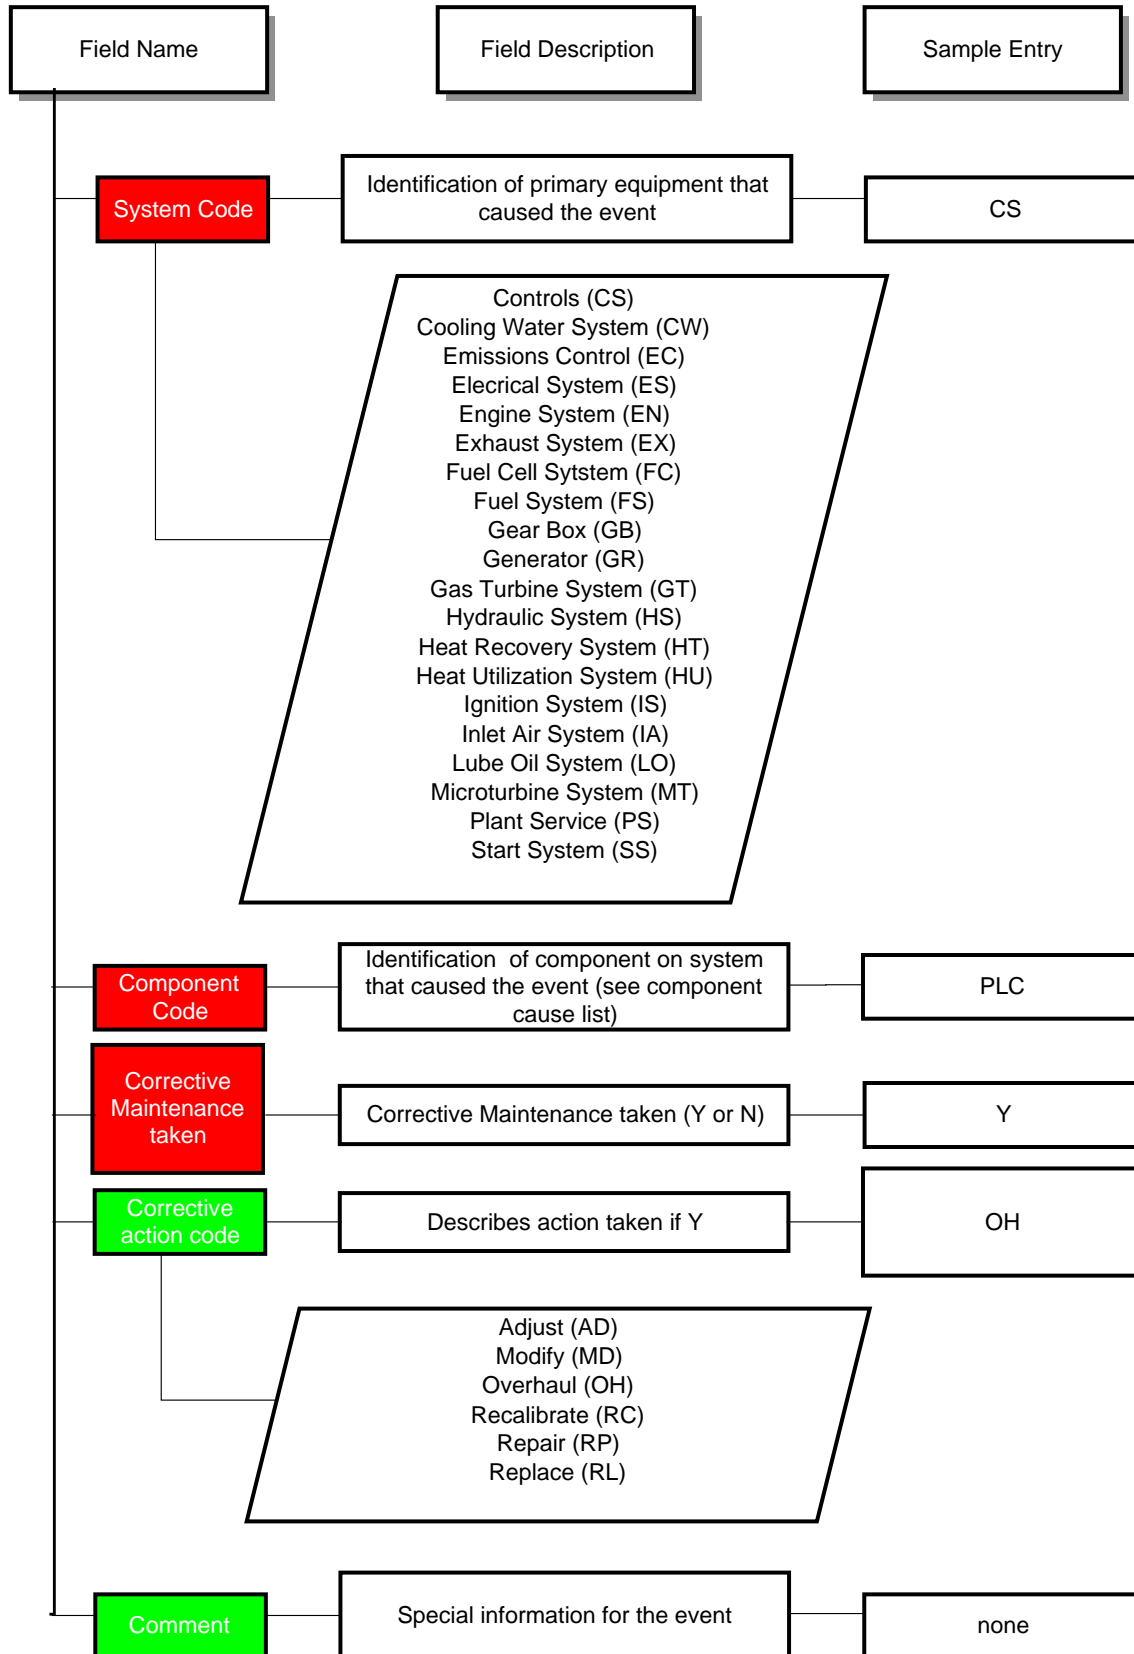 Field Name
Field Description
Sample Entry
System Code
Identification of primary equipment that
caused the event
CS
Controls (CS)
Cooling Water System (CW)
Emissions Control (EC)
Elecrical System (ES)
Engine System (EN)
Exhaust System (EX)
Fuel Cell Sytstem (FC)
Fuel System (FS)
Gear Box (GB)
Generator (GR)
Gas Turbine System (GT)
Hydraulic System (HS)
Heat Recovery System (HT)
Heat Utilization System (HU)
Ignition System (IS)
Inlet Air System (IA)
Lube Oil System (LO)
Microturbine System (MT)
Plant Service (PS)
Start System (SS)
Component
Code
Identification  of component on system
that caused the event (see component
cause list)
PLC
Corrective
Maintenance
taken
Corrective Maintenance taken (Y or N)
Y
Corrective
action code
Describes action taken if Y
OH
Adjust (AD)
Modify (MD)
Overhaul (OH)
Recalibrate (RC)
Repair (RP)
Replace (RL)
Comment
Special information for the event
none